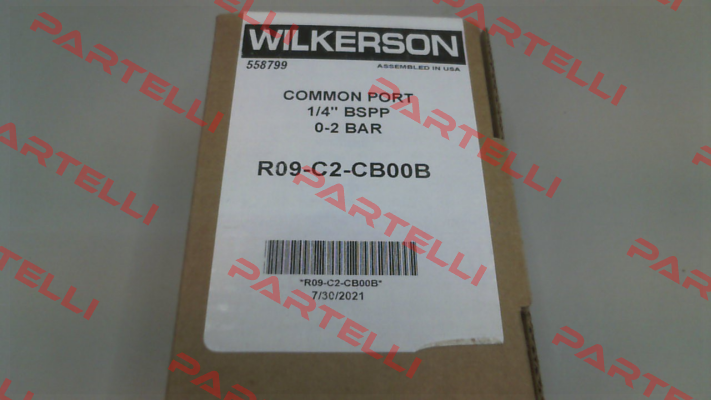 WILKERSON
558799 ASSEMBLED IN USA
COMMON PORT
1/4" BSPP
0-2 BAR
R09-C2-CB00B
*R09-C2-CB00B*
7/30/2021
PARTELLI
PARTELLI
PARTELLI
PARTELLI
PARTELLI
PARTELLI
PARTELLI
PARTELLI